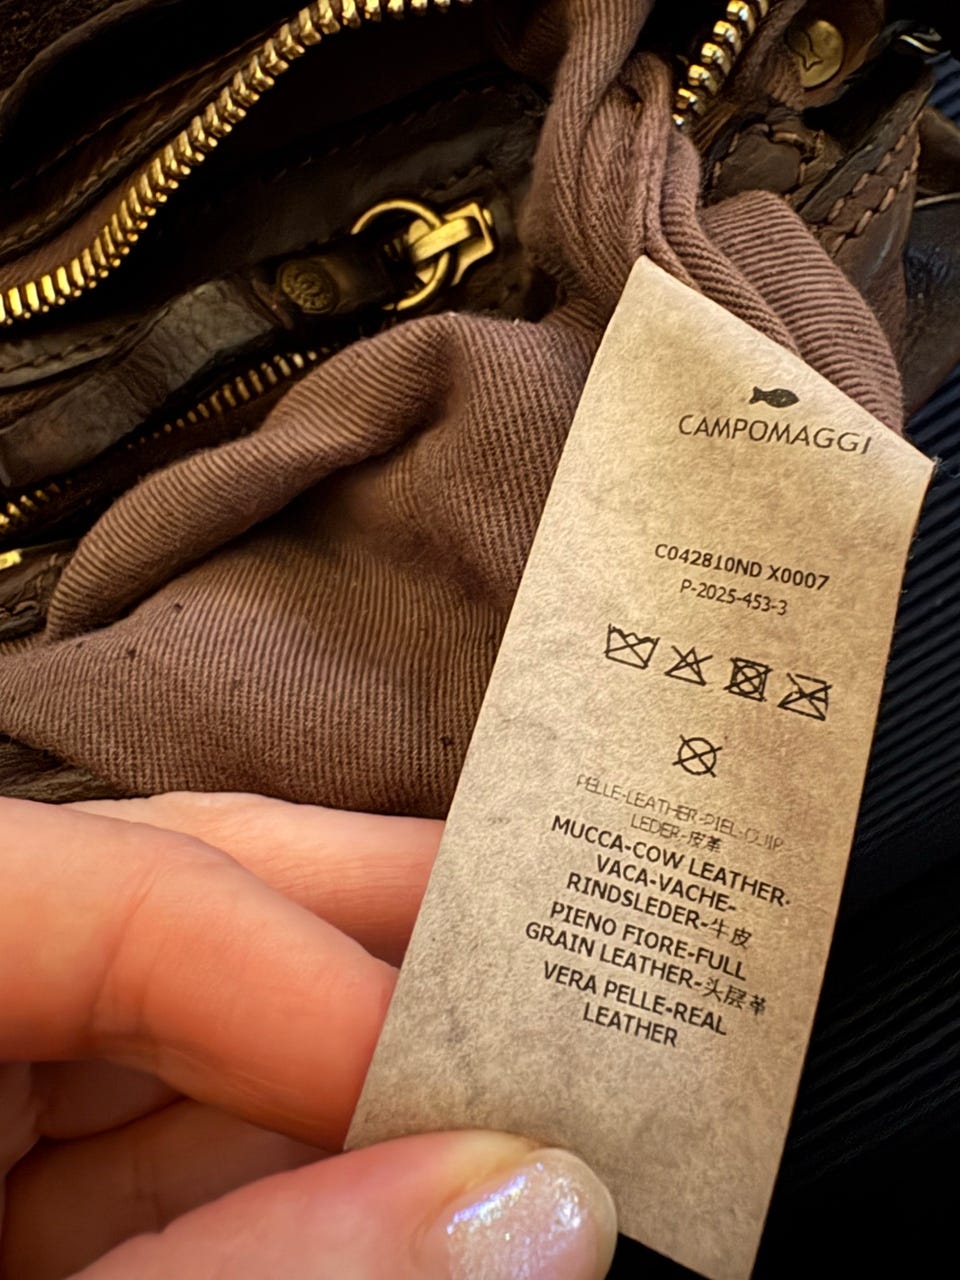 CAMPOMAGGI
C042810ND X0007
P-2025-453-3
PELLE-LEATHER-PIEL-CUIR-
LEDER-皮革
MUCCA-COW LEATHER-
VACA-VACHE-
RINDSLEDER-牛皮
PIENO FIORE-FULL
GRAIN LEATHER-头层革
VERA PELLE-REAL
LEATHER